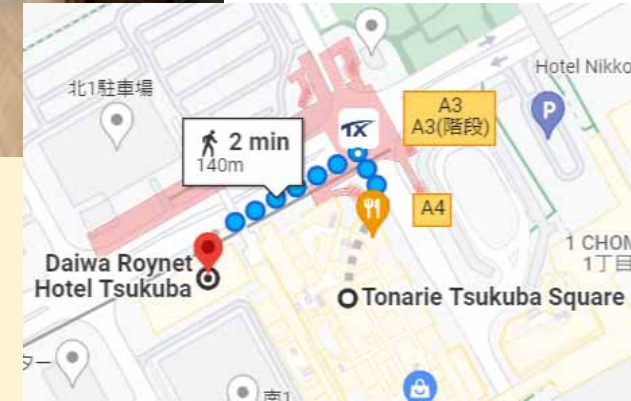 北1駐車場
Hotel Nikko
P
TX
A3
A3(階段)
2 min
140m
A4
Daiwa Roynet
Hotel Tsukuba
1 CHOM
1丁目
Tonarie Tsukuba Square
ター
南1